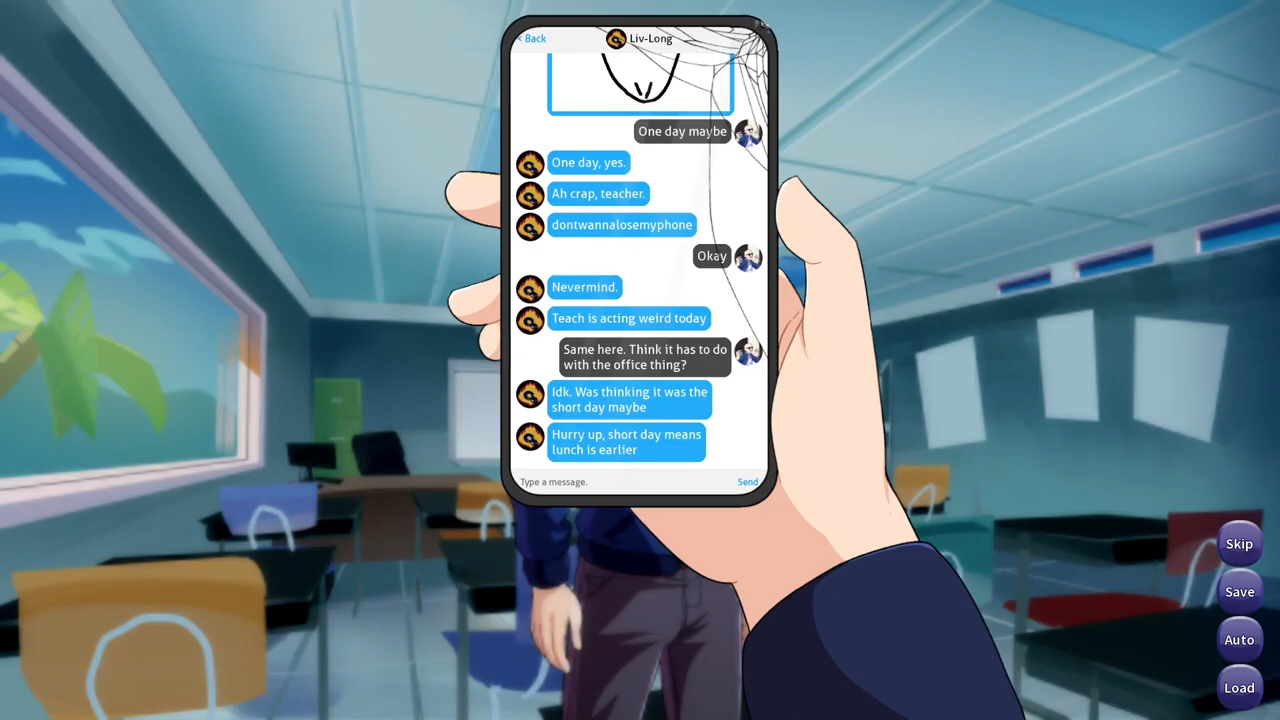 < Back
Liv-Long
One day maybe
One day, yes.
Ah crap, teacher.
dontwannalosemyphone
Okay
Nevermind.
Teach is acting weird today
Same here. Think it has to do
with the office thing?
Idk. Was thinking it was the
short day maybe
Hurry up, short day means
lunch is earlier
Type a message.
Send
Skip
Save
Auto
Load